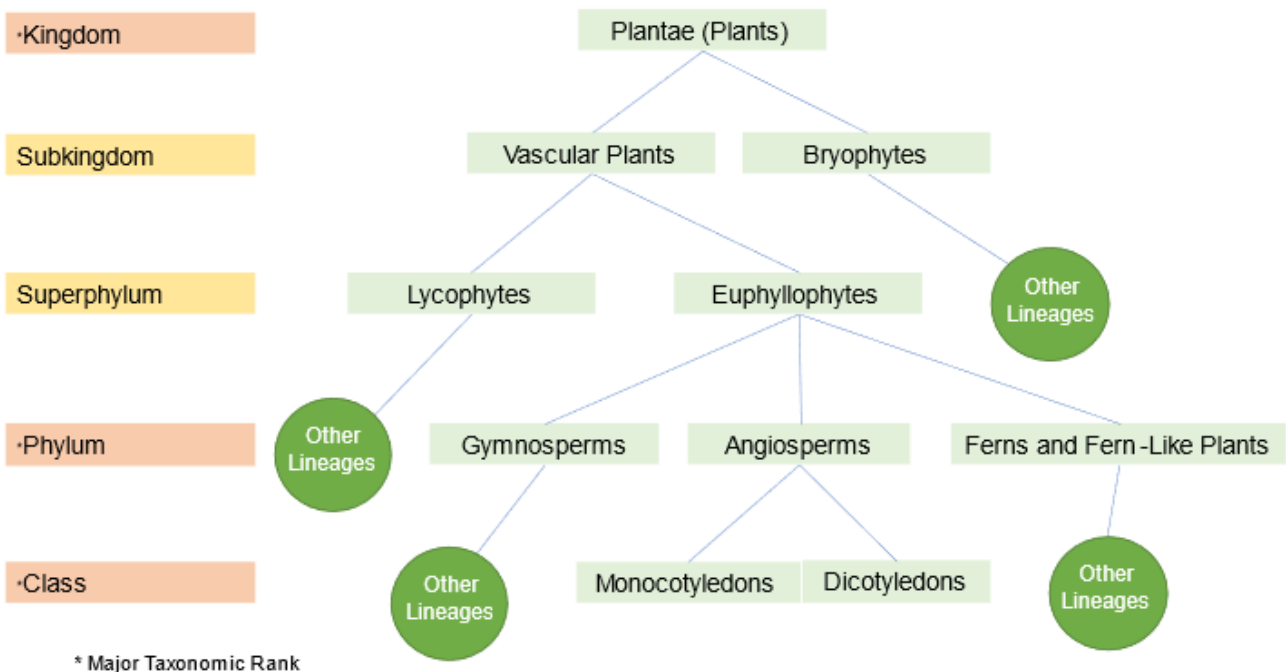 ·Kingdom
Plantae (Plants)
Subkingdom
Vascular Plants
Bryophytes
Superphylum
Lycophytes
Euphyllophytes
Other
Lineages
·Phylum
Other
Lineages
Gymnosperms
Angiosperms
Ferns and Fern-Like Plants
·Class
Other
Lineages
Monocotyledons
Dicotyledons
Other
Lineages
* Major Taxonomic Rank